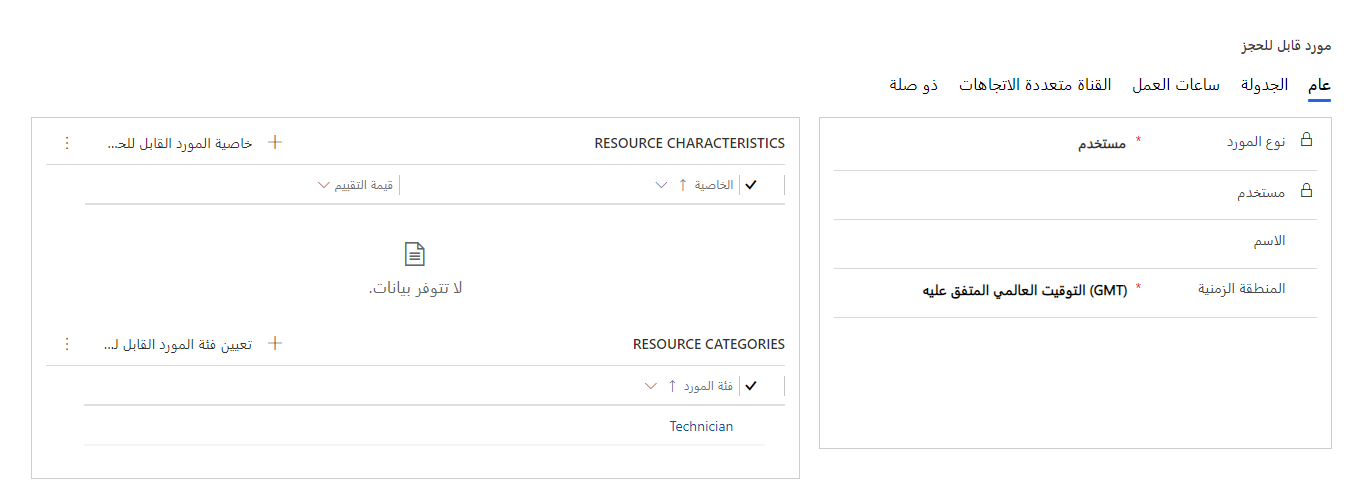 مورد قابل للحجز
عام الجدولة ساعات العمل القناة متعددة الاتجاهات ذو صلة
نوع المورد * مستخدم
مستخدم
الاسم
المنطقة الزمنية * (GMT) التوقيت العالمي المتفق عليه
RESOURCE CHARACTERISTICS
خاصية المورد القابل للحـ...
الخاصية
قيمة التقييم
لا تتوفر بيانات.
RESOURCE CATEGORIES
تعيين فئة المورد القابل لـ...
فئة المورد
Technician